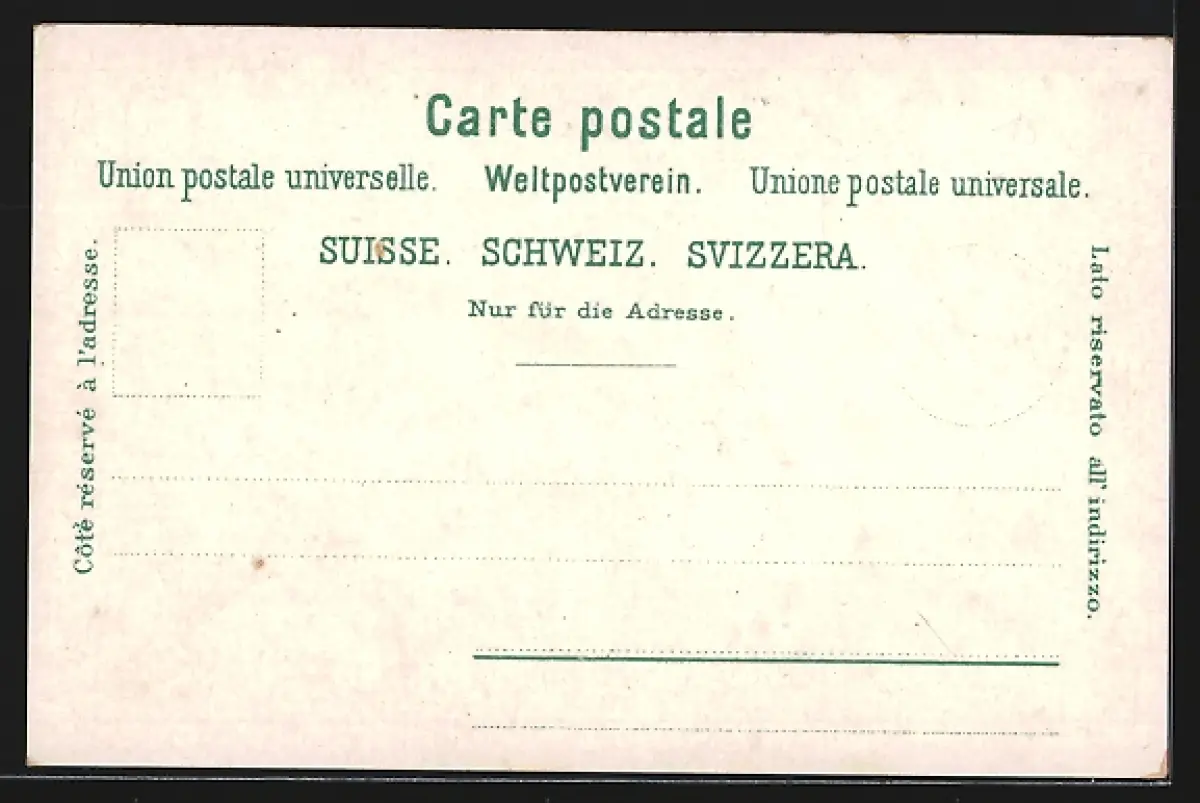 Carte postale
Union postale universelle. Weltpostverein. Unione postale universale.
SUISSE. SCHWEIZ. SVIZZERA.
Nur für die Adresse.
Côté réservé à l'adresse.
Lato riservato all' indirizzo.